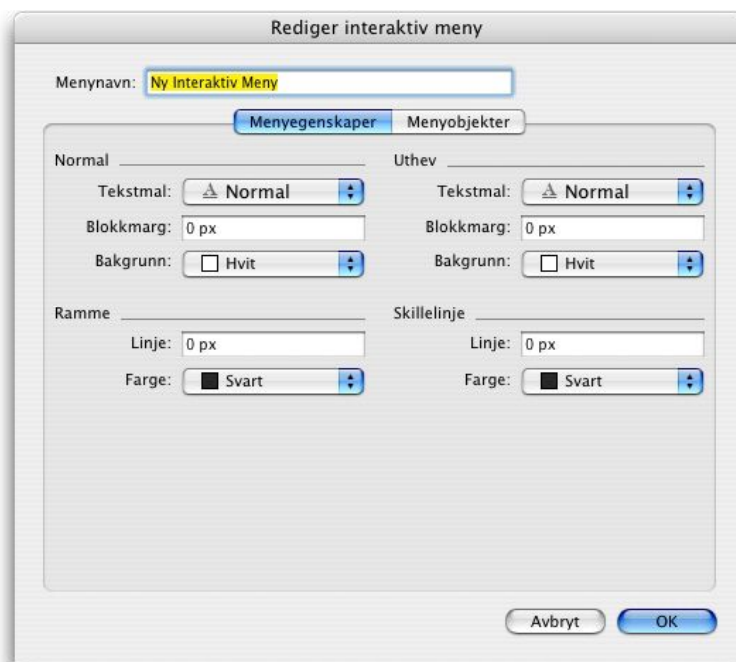 Rediger interaktiv meny
Menynavn: Ny Interaktiv Meny
Menyegenskaper Menyobjekter
Normal
Tekstmal: A Normal
Blokkmarg: 0 px
Bakgrunn: Hvit
Uthev
Tekstmal: A Normal
Blokkmarg: 0 px
Bakgrunn: Hvit
Ramme
Linje: 0 px
Farge: Svart
Skillelinje
Linje: 0 px
Farge: Svart
Avbryt OK